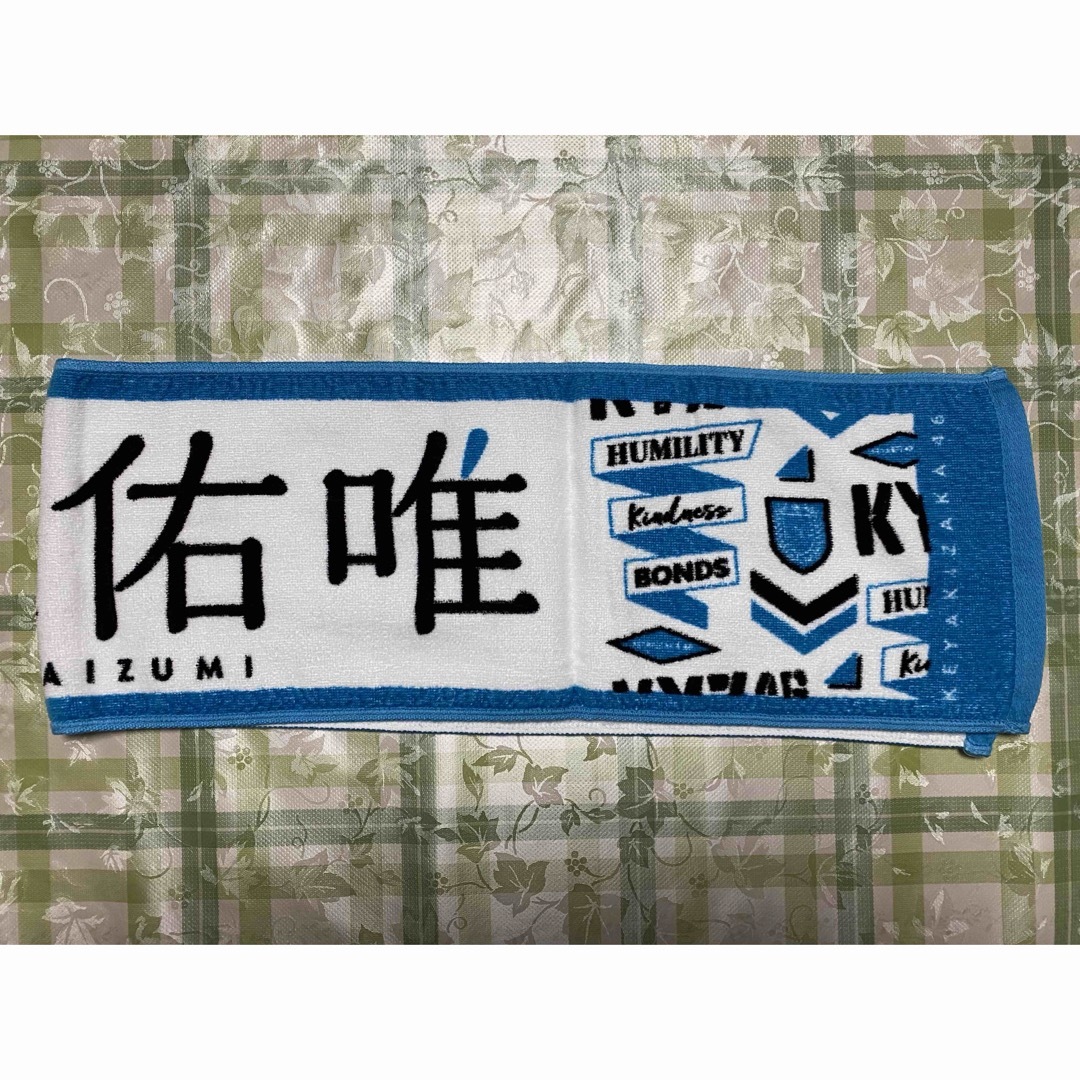 佑唯
AIZUMI
HUMILITY
Kindness
BONDS
KEYAKIZAKA46